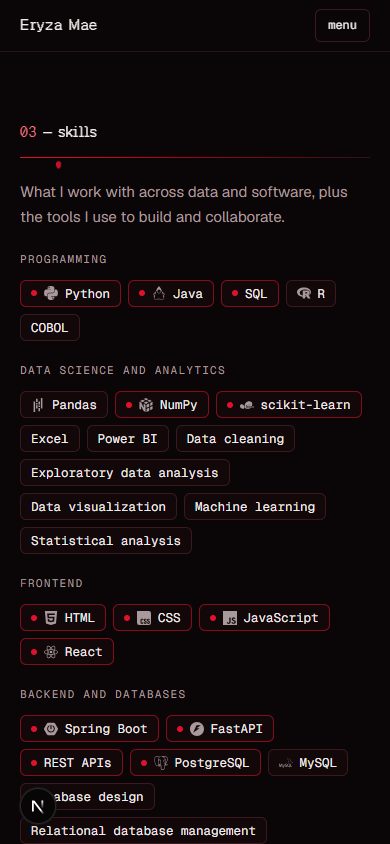 Eryza Mae
menu
03 — skills
What I work with across data and software, plus
the tools I use to build and collaborate.
PROGRAMMING
Python Java SQL R
COBOL
DATA SCIENCE AND ANALYTICS
Pandas NumPy scikit-learn
Excel Power BI Data cleaning
Exploratory data analysis
Data visualization Machine learning
Statistical analysis
FRONTEND
HTML CSS JavaScript
React
BACKEND AND DATABASES
Spring Boot FastAPI
REST APIs PostgreSQL MySQL
N abase design
Relational database management